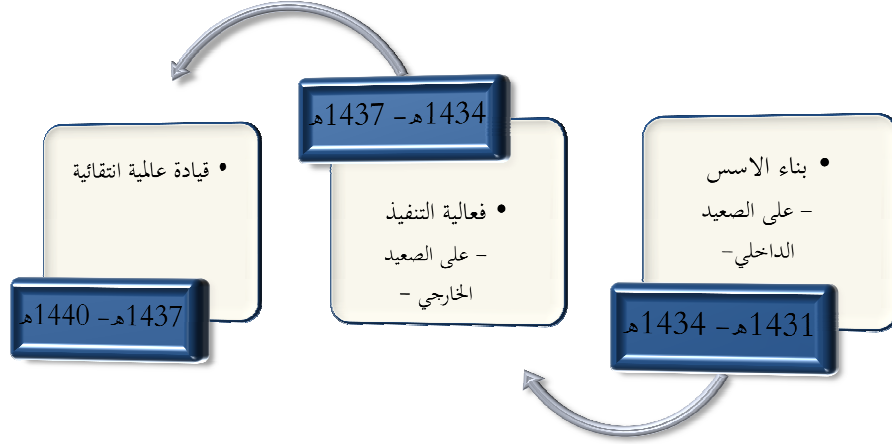 • بناء الاسس
– على الصعيد
الداخلي–
1431هـ – 1434هـ
1434هـ – 1437هـ
• فعالية التنفيذ
– على الصعيد
الخارجي –
• قيادة عالمية انتقائية
1437هـ – 1440هـ